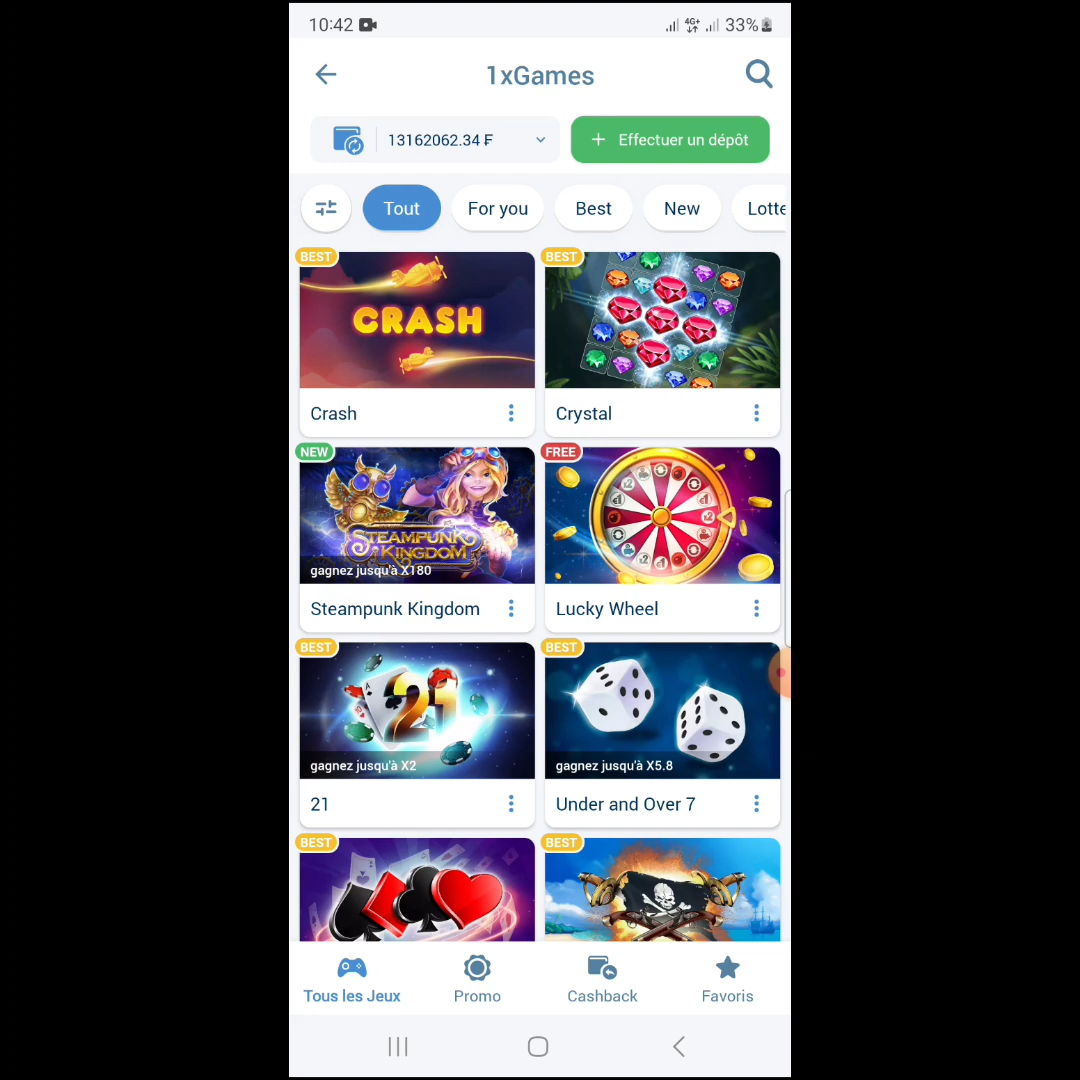 10:42 4G+ 33%
1xGames
13162062.34 ₣
+ Effectuer un dépôt
Tout For you Best New Lotte
BEST BEST
CRASH
Crash Crystal
NEW FREE
STEAMPUNK
KINGDOM
gagnez jusqu'à X180
Steampunk Kingdom Lucky Wheel
BEST BEST
A 21
gagnez jusqu'à X2 gagnez jusqu'à X5.8
21 Under and Over 7
BEST BEST
Tous les Jeux Promo Cashback Favoris